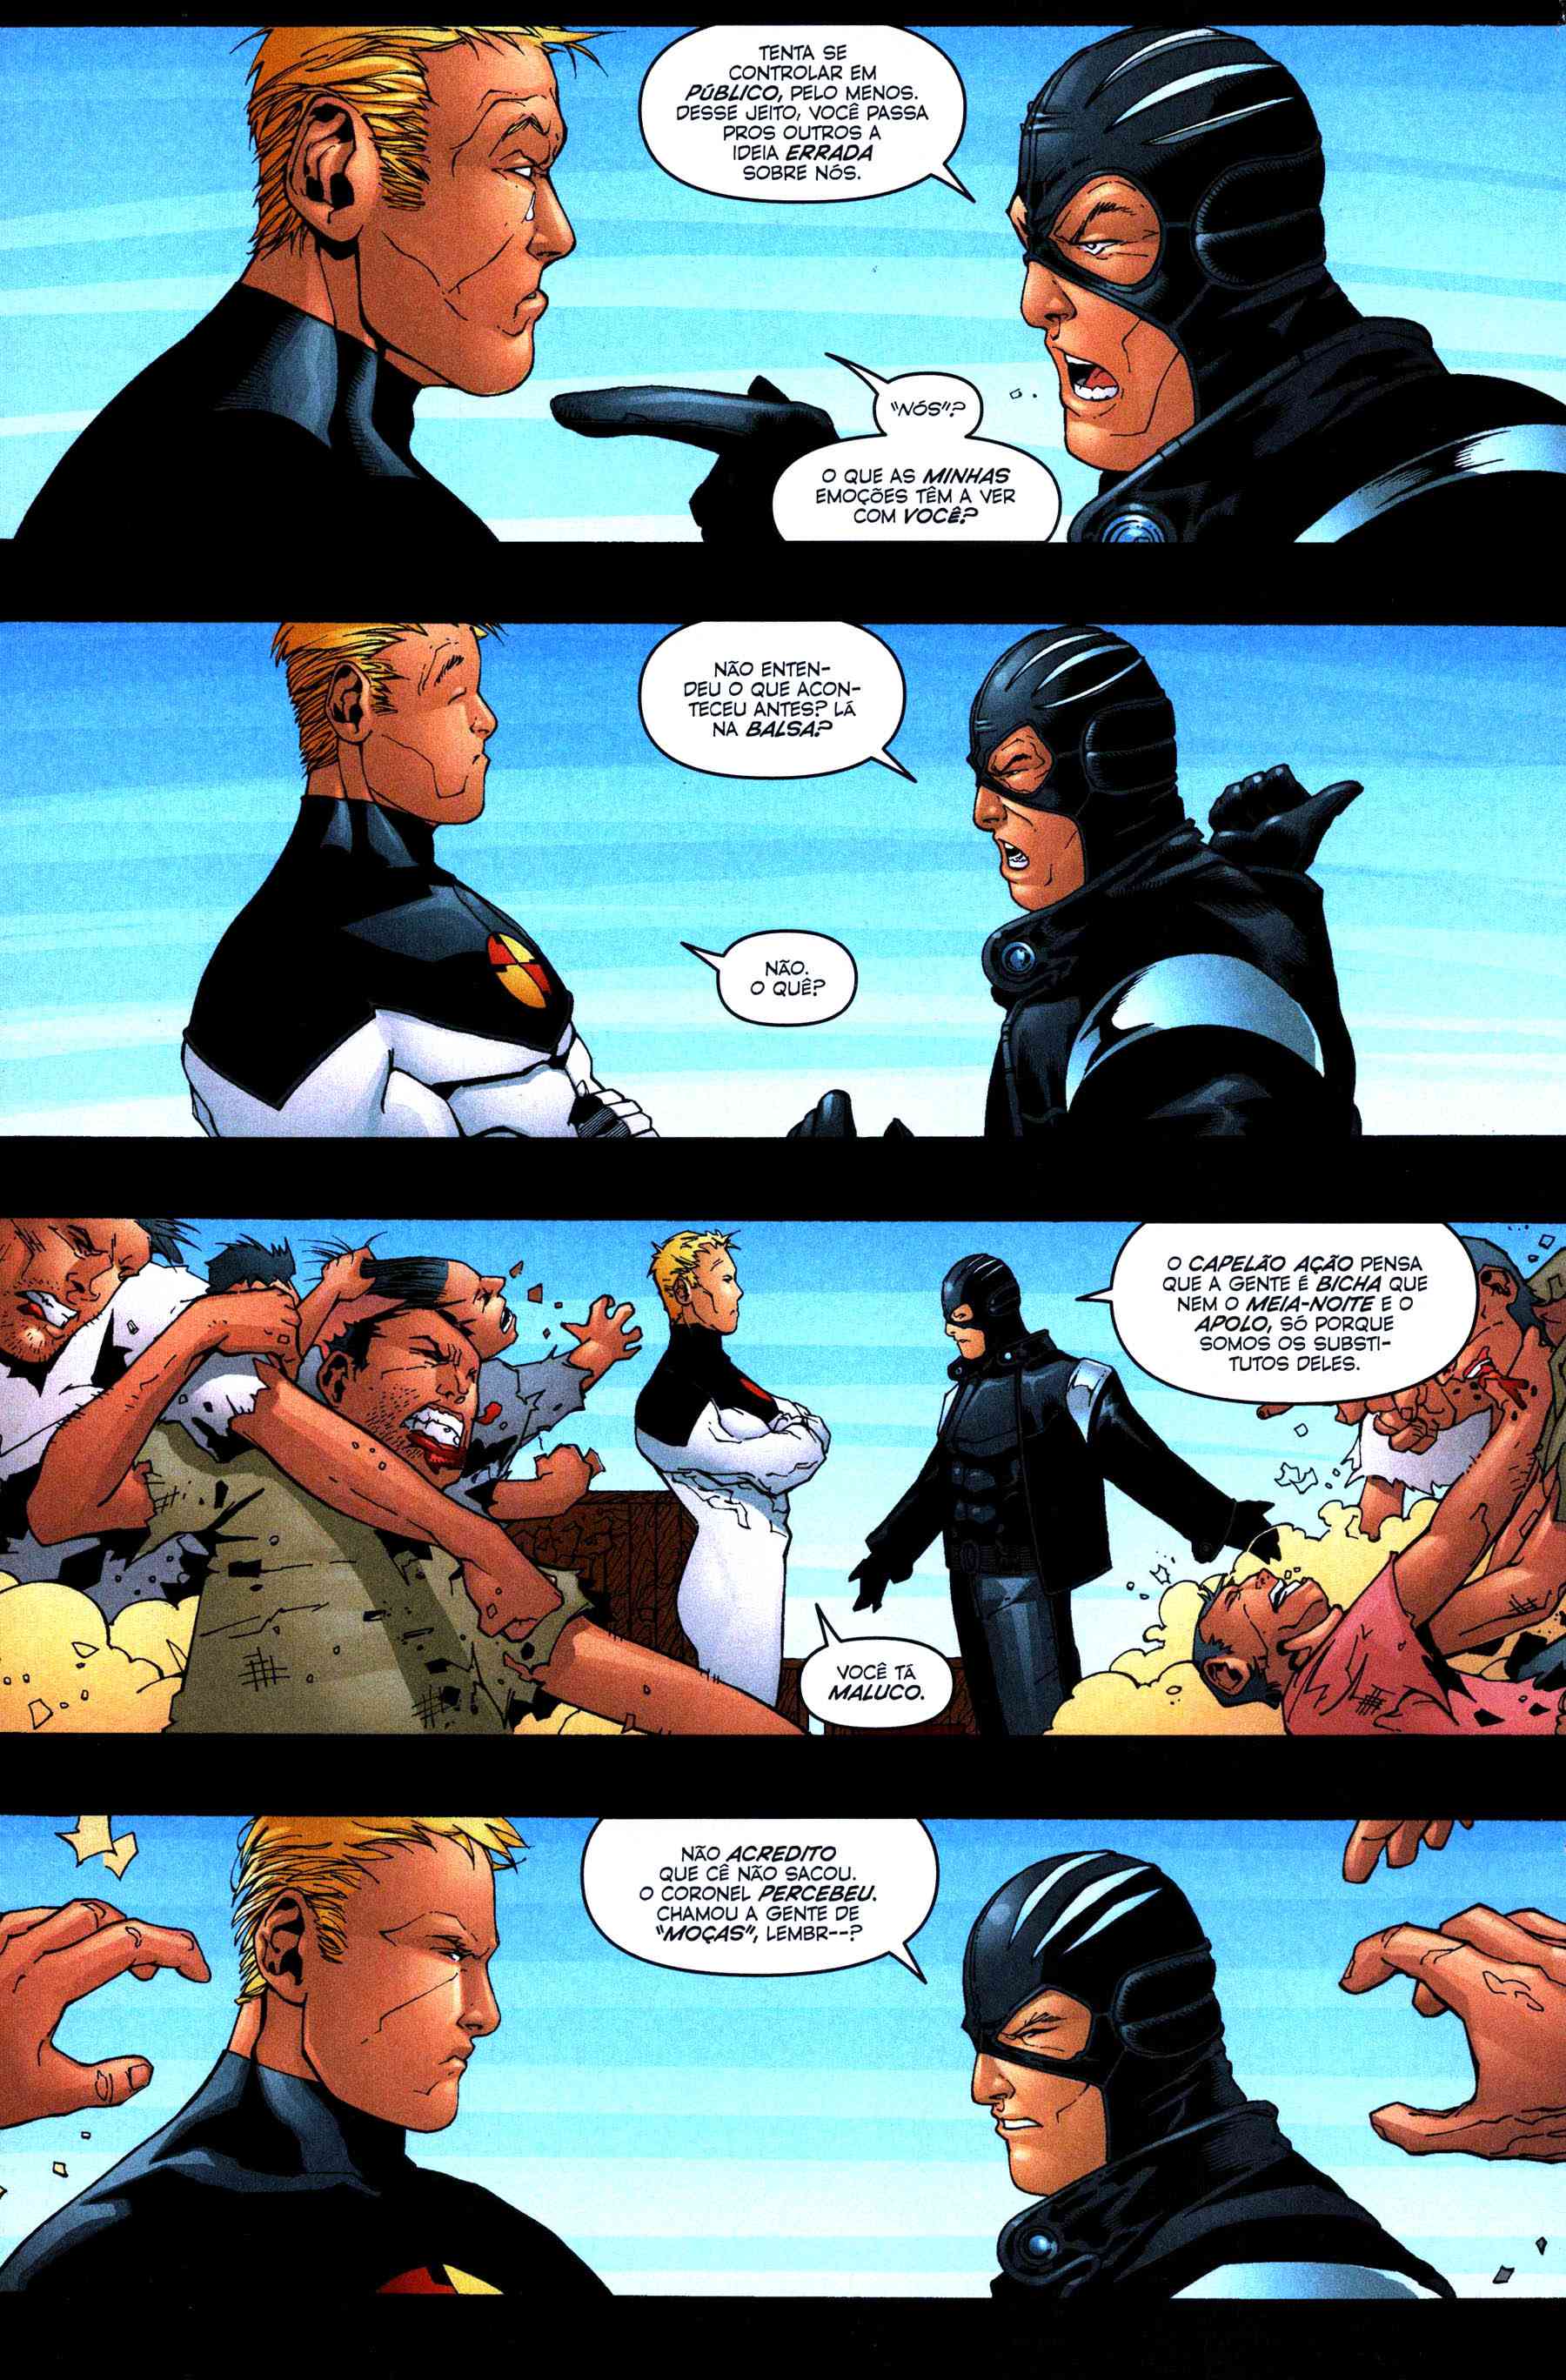 TENTA SE
CONTROLAR EM
PÚBLICO, PELO MENOS.
DESSE JEITO, VOCÊ PASSA
PROS OUTROS A
IDEIA ERRADA
SOBRE NÓS.
"NÓS"?
O QUE AS MINHAS
EMOÇÕES TÊM A VER
COM VOCÊ?
NÃO ENTEN-
DEU O QUE ACON-
TECEU ANTES? LÁ
NA BALSA?
NÃO.
O QUÊ?
O CAPELÃO AÇÃO PENSA
QUE A GENTE É BICHA QUE
NEM O MEIA-NOITE E O
APOLO, SÓ PORQUE
SOMOS OS SUBSTI-
TUTOS DELES.
VOCÊ TÁ
MALUCO.
NÃO ACREDITO
QUE CÊ NÃO SACOU.
O CORONEL PERCEBEU.
CHAMOU A GENTE DE
"MOÇAS", LEMBR--?